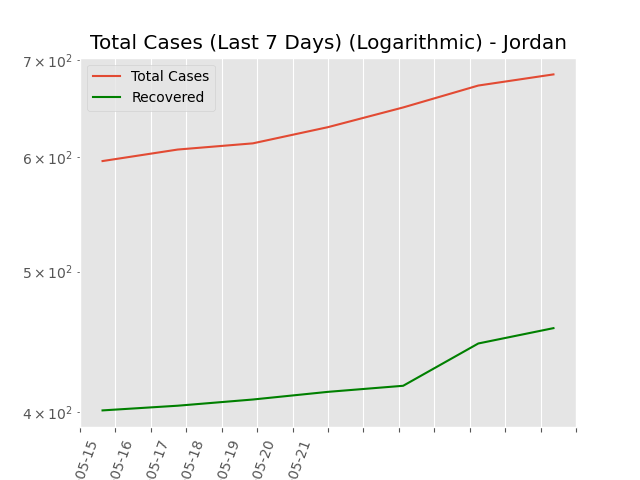 Total Cases (Last 7 Days) (Logarithmic) - Jordan
Total Cases
Recovered
7 × 10²
6 × 10²
5 × 10²
4 × 10²
05-15
05-16
05-17
05-18
05-19
05-20
05-21